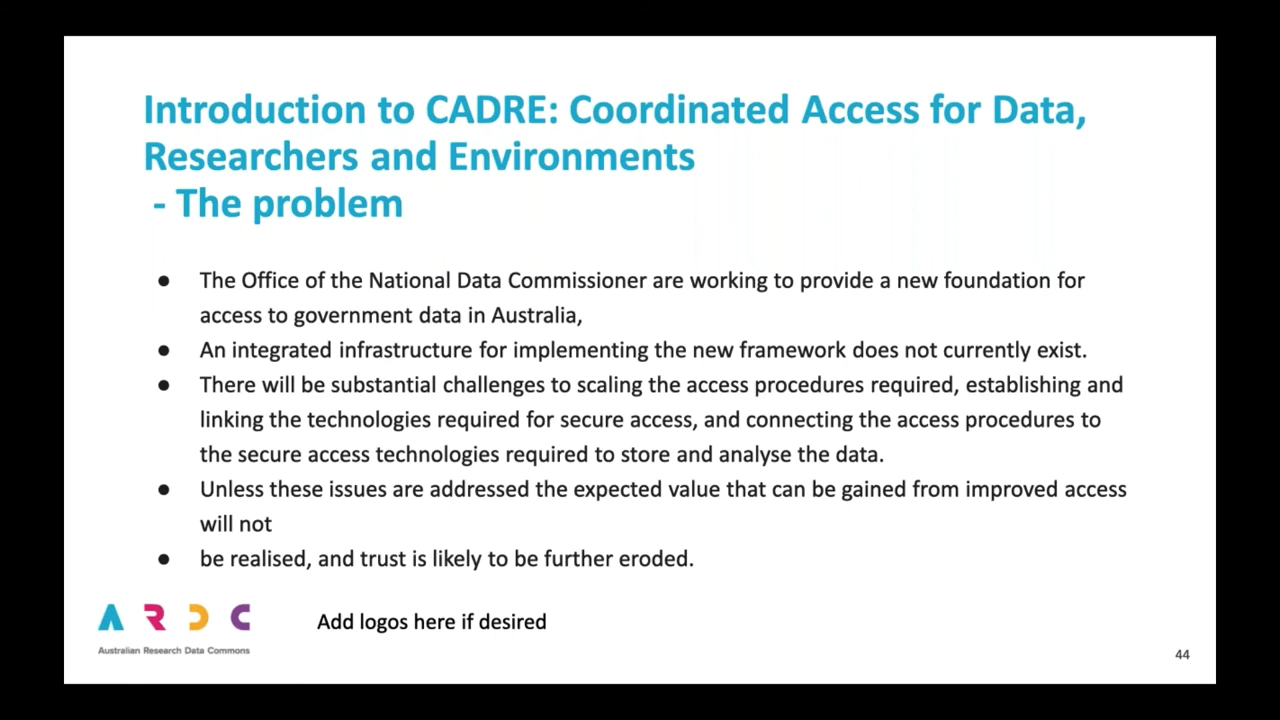 Introduction to CADRE: Coordinated Access for Data,
Researchers and Environments
- The problem
● The Office of the National Data Commissioner are working to provide a new foundation for
access to government data in Australia,
● An integrated infrastructure for implementing the new framework does not currently exist.
● There will be substantial challenges to scaling the access procedures required, establishing and
linking the technologies required for secure access, and connecting the access procedures to
the secure access technologies required to store and analyse the data.
● Unless these issues are addressed the expected value that can be gained from improved access
will not
● be realised, and trust is likely to be further eroded.
ARDC
Australian Research Data Commons
Add logos here if desired
44